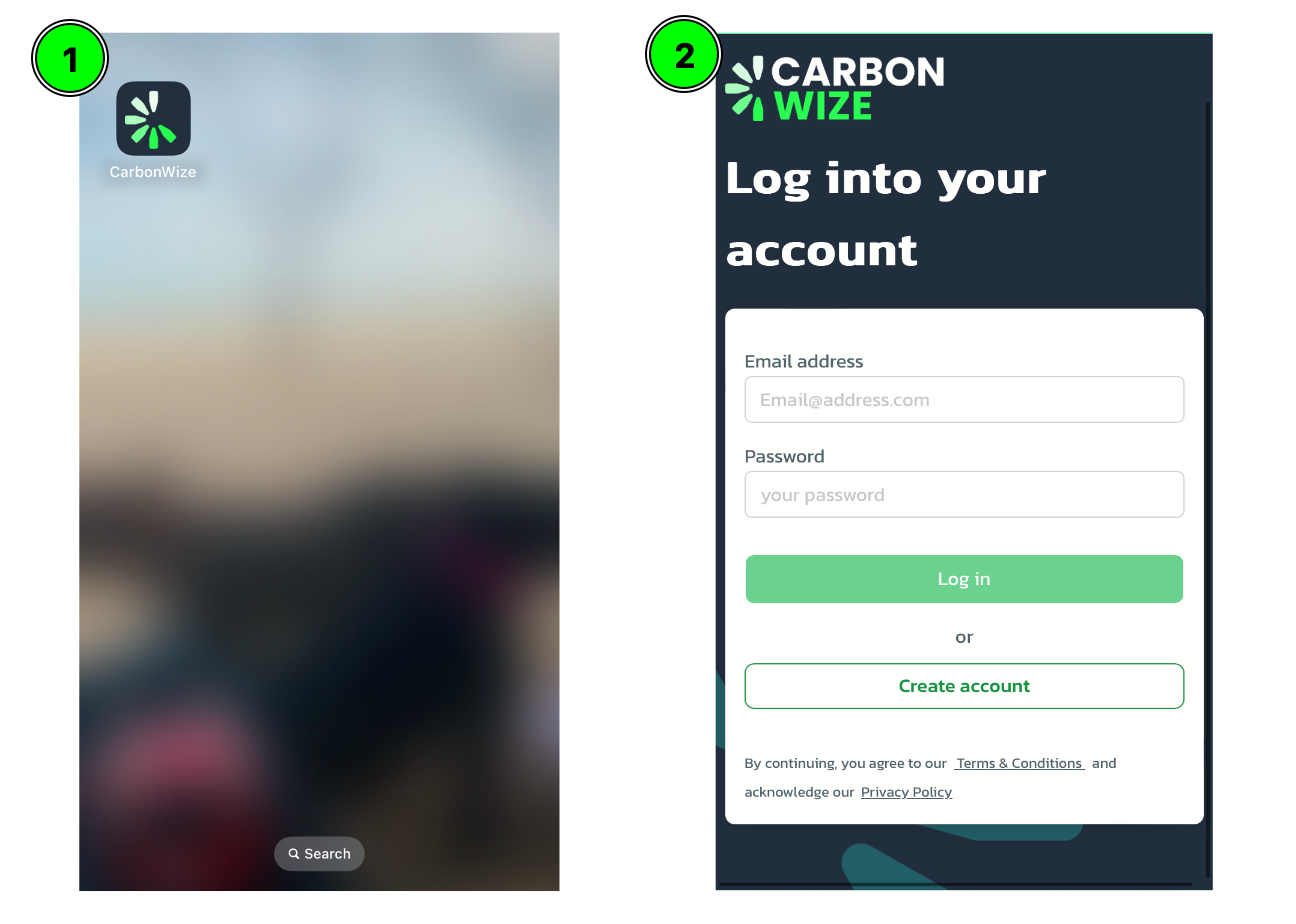 1
CarbonWize
Search
2
CARBON
WIZE
Log into your
account
Email address
Email@address.com
Password
your password
Log in
or
Create account
By continuing, you agree to our Terms & Conditions and
acknowledge our Privacy Policy